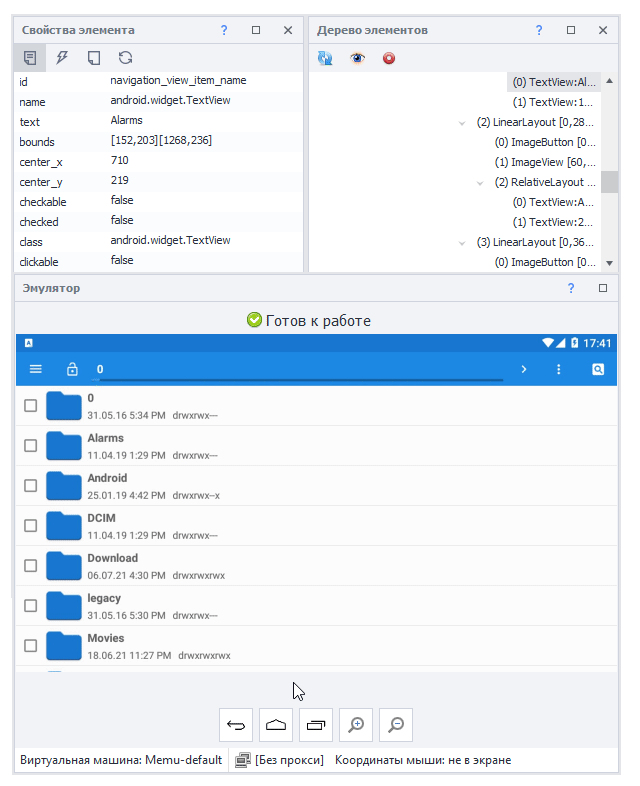 Свойства элемента ?
id navigation_view_item_name
name android.widget.TextView
text Alarms
bounds [152,203][1268,236]
center_x 710
center_y 219
checkable false
checked false
class android.widget.TextView
clickable false
Дерево элементов ?
(0) TextView:Al...
(1) TextView:1...
(2) LinearLayout [0,28...
(0) ImageButton [0...
(1) ImageView [60,...
(2) RelativeLayout ...
(0) TextView:A...
(1) TextView:2...
(3) LinearLayout [0,36...
(0) ImageButton [0...
Эмулятор ?
Готов к работе
A 17:41
0
0
31.05.16 5:34 PM drwxrwx---
Alarms
11.04.19 1:29 PM drwxrwx---
Android
25.01.19 4:42 PM drwxrwx--x
DCIM
11.04.19 1:29 PM drwxrwx---
Download
06.07.21 4:30 PM drwxrwxrwx
legacy
31.05.16 5:30 PM drwxrwx---
Movies
18.06.21 11:27 PM drwxrwxrwx
Виртуальная машина: Memu-default [Без прокси] Координаты мыши: не в экране